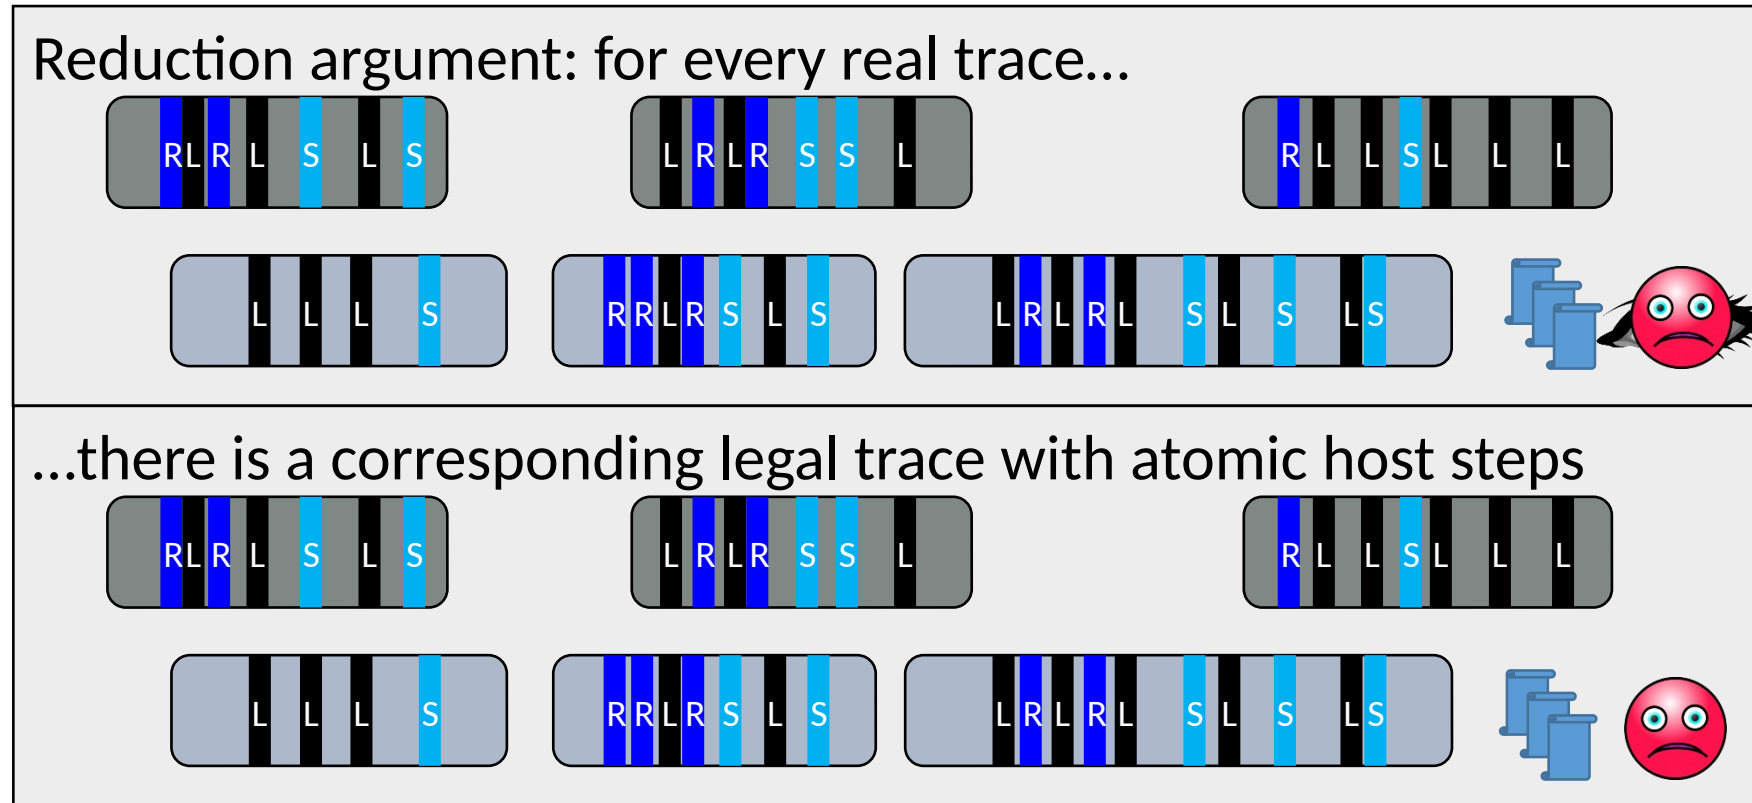 Reduction argument: for every real trace…
R L R L S L S
L R L R S S L
R L L S L L L
L L L S
R R L R S L S
L R L R L S L S L S
…there is a corresponding legal trace with atomic host steps
R L R L S L S
L R L R S S L
R L L S L L L
L L L S
R R L R S L S
L R L R L S L S L S